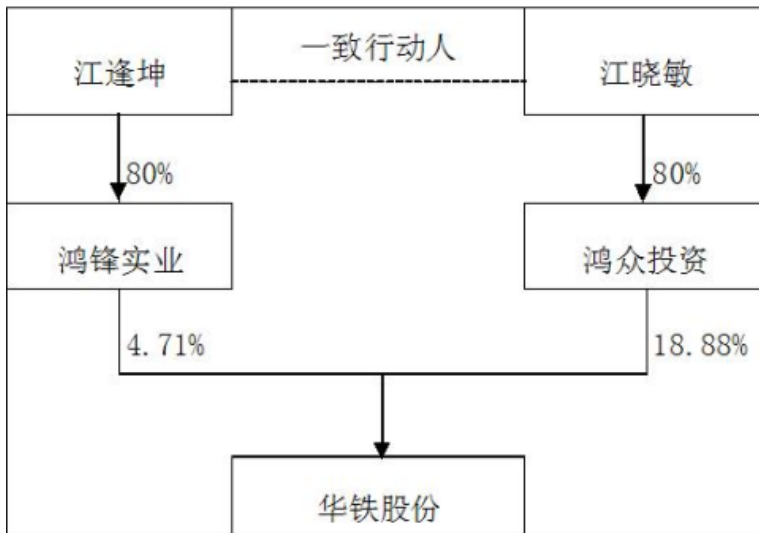 一致行动人
江逢坤
江晓敏
80%
80%
鸿锋实业
鸿众投资
4.71%
18.88%
华铁股份